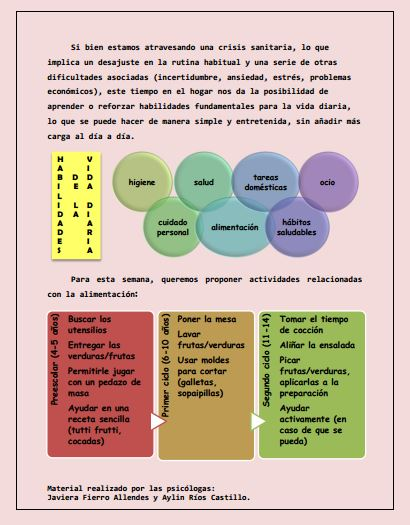 Si bien estamos atravesando una crisis sanitaria, lo que
implica un desajuste en la rutina habitual y una serie de otras
dificultades asociadas (incertidumbre, ansiedad, estrés, problemas
económicos), este tiempo en el hogar nos da la posibilidad de
aprender o reforzar habilidades fundamentales para la vida diaria,
lo que se puede hacer de manera simple y entretenida, sin añadir más
carga al día a día.
HABILIDADES
DE LA
VIDA DIARIA
higiene
salud
tareas
domésticas
ocio
cuidado
personal
alimentación
hábitos
saludables
Para esta semana, queremos proponer actividades relacionadas
con la alimentación:
Preescolar (4-5 años)
Buscar los
utensilios
Entregar las
verduras/frutas
Permitirle jugar
con un pedazo de
masa
Ayudar en una
receta sencilla
(tutti frutti,
cocadas)
Primer ciclo (6-10 años)
Poner la mesa
Lavar
frutas/verduras
Usar moldes
para cortar
(galletas,
sopaipillas)
Segundo ciclo (11-14)
Tomar el tiempo
de cocción
Aliñar la ensalada
Picar
frutas/verduras,
aplicarlas a la
preparación
Ayudar
activamente (en
caso de que se
pueda)
Material realizado por las psicólogas:
Javiera Fierro Allendes y Aylin Ríos Castillo.